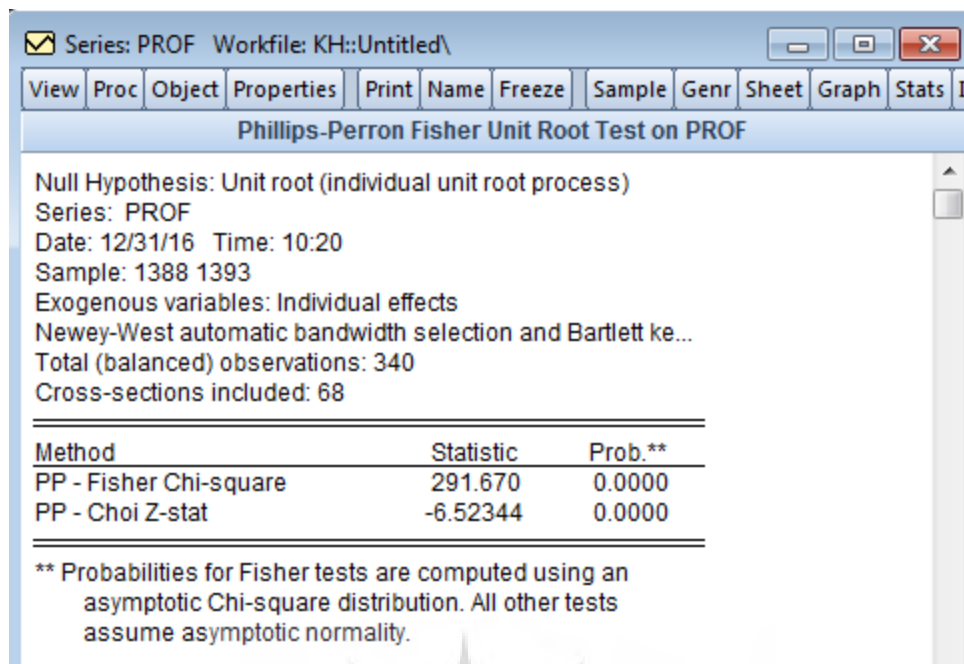 Series: PROF Workfile: KH::Untitled\
View Proc Object Properties Print Name Freeze Sample Genr Sheet Graph Stats
Phillips-Perron Fisher Unit Root Test on PROF
Null Hypothesis: Unit root (individual unit root process)
Series: PROF
Date: 12/31/16 Time: 10:20
Sample: 1388 1393
Exogenous variables: Individual effects
Newey-West automatic bandwidth selection and Bartlett ke...
Total (balanced) observations: 340
Cross-sections included: 68
Method Statistic Prob.**
PP - Fisher Chi-square 291.670 0.0000
PP - Choi Z-stat -6.52344 0.0000
** Probabilities for Fisher tests are computed using an
asymptotic Chi-square distribution. All other tests
assume asymptotic normality.